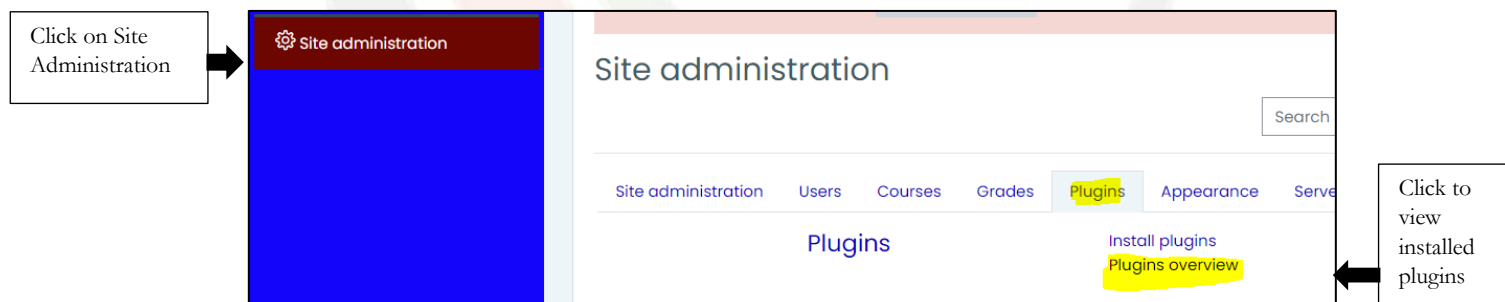 Click on Site
Administration
Site administration
Site administration
Search
Site administration Users Courses Grades Plugins Appearance Serve
Plugins
Install plugins
Plugins overview
Click to
view
installed
plugins